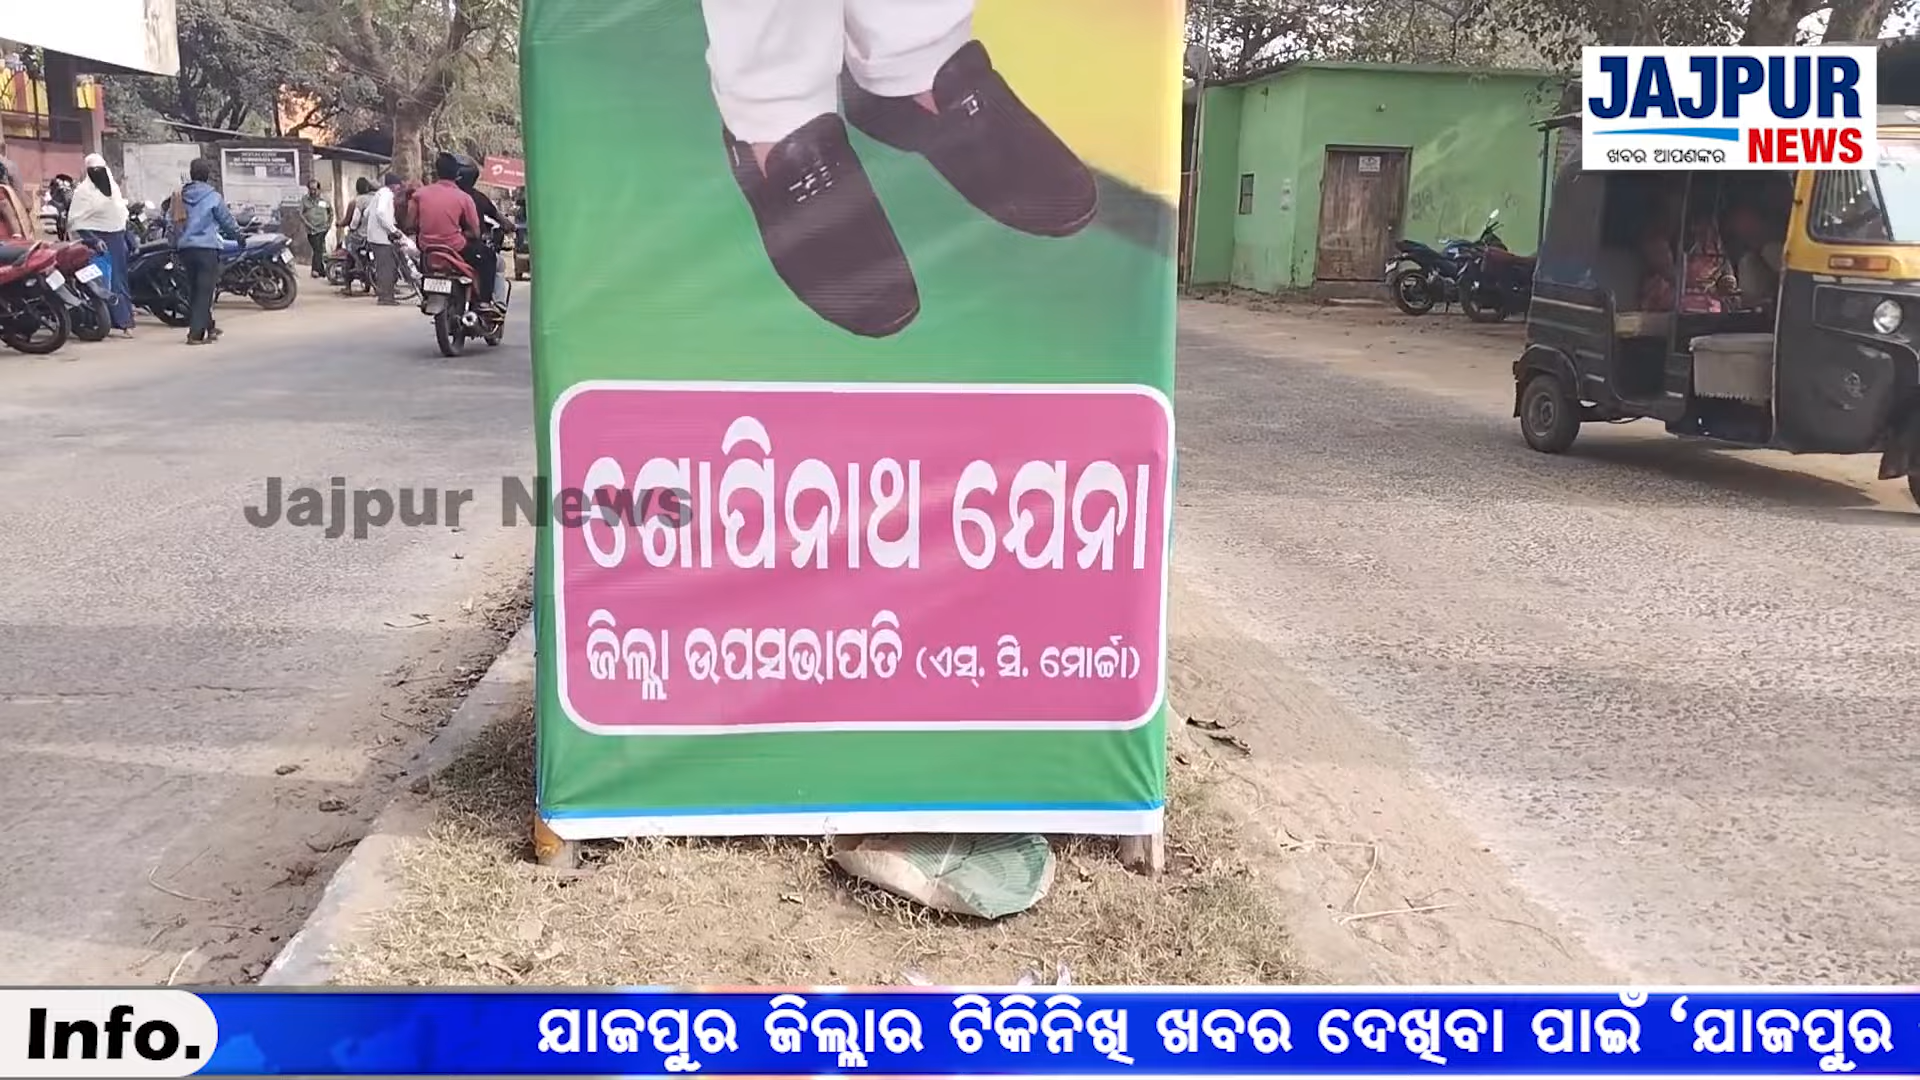 JAJPUR
ଖବର ଆପଣଙ୍କର NEWS
Jajpur News
ଗୋପିନାଥ ଯେନା
ଜିଲ୍ଲା ଉପସଭାପତି (ଏସ୍. ସି. ମୋର୍ଚ୍ଚା)
Info. ଯାଜପୁର ଜିଲ୍ଲାର ଟିକିନିଖି ଖବର ଦେଖିବା ପାଇଁ ‘ଯାଜପୁର